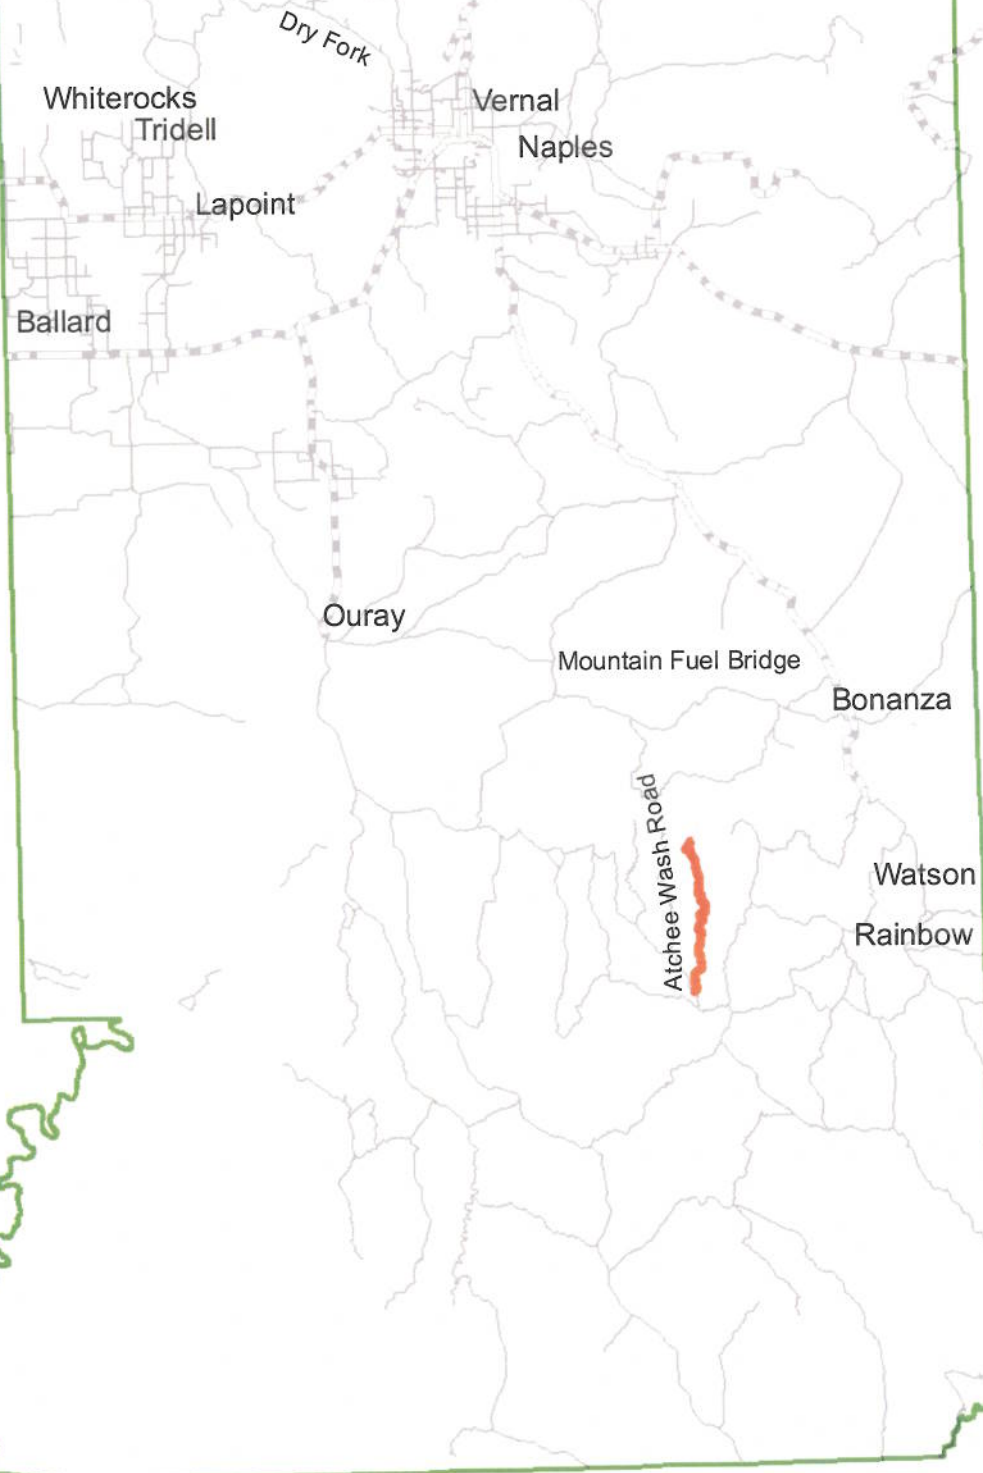 Dry Fork
Whiterocks
Vernal
Tridell
Naples
Lapoint
Ballard
Ouray
Mountain Fuel Bridge
Bonanza
Atchee Wash Road
Watson
Rainbow